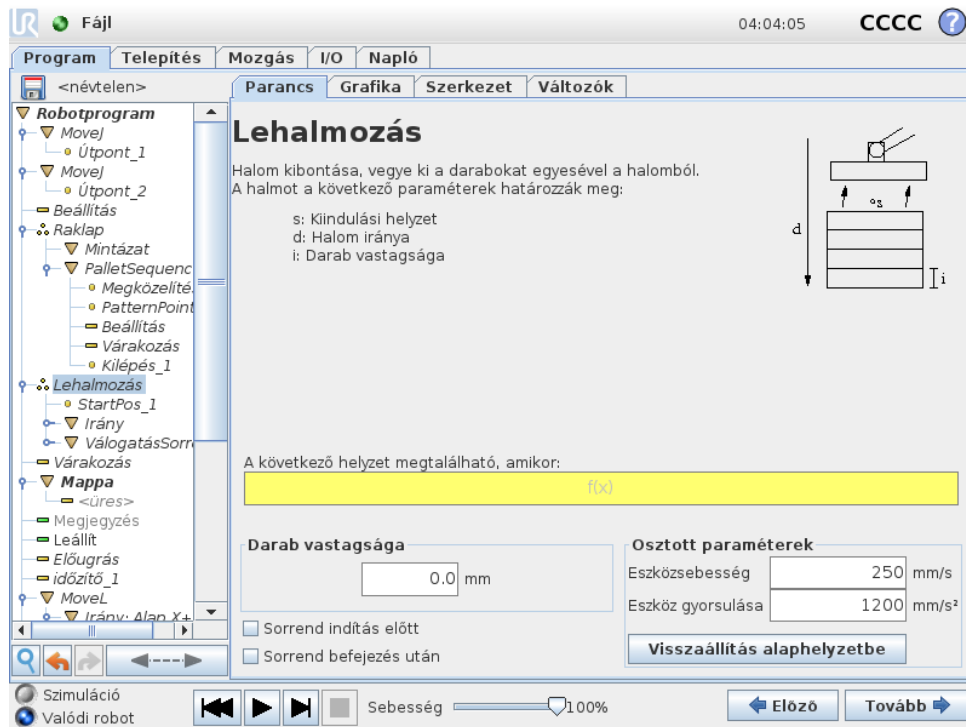 UR Fájl 04:04:05 CCCC ?
Program Telepítés Mozgás I/O Napló
<névtelen>
Parancs Grafika Szerkezet Változók
Robotprogram
MoveJ
Útpont_1
MoveJ
Útpont_2
Beállítás
Raklap
Mintázat
PalletSequenc
Megközelítés
PatternPoint
Beállítás
Várakozás
Kilépés_1
Lehalmozás
StartPos_1
Irány
VálogatásSorr
Várakozás
Mappa
<üres>
Megjegyzés
Leállít
Előugrás
időzítő_1
MoveL
Irány: Alap X+
Lehalmozás
Halom kibontása, vegye ki a darabokat egyesével a halomból.
A halmot a következő paraméterek határozzák meg:
s: Kiindulási helyzet
d: Halom iránya
i: Darab vastagsága
s
d
i
A következő helyzet megtalálható, amikor:
f(x)
Darab vastagsága
0.0 mm
Sorrend indítás előtt
Sorrend befejezés után
Osztott paraméterek
Eszközsebesség 250 mm/s
Eszköz gyorsulása 1200 mm/s²
Visszaállítás alaphelyzetbe
Szimuláció
Valódi robot
Sebesség 100%
Előző
Tovább